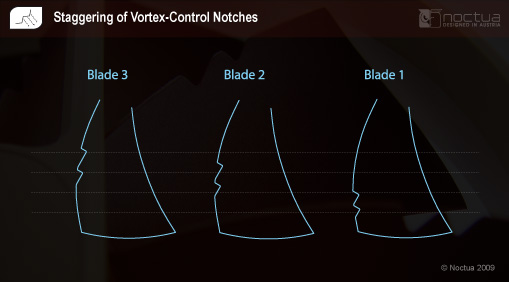 Staggering of Vortex-Control Notches
noctua
DESIGNED IN AUSTRIA
Blade 3
Blade 2
Blade 1
© Noctua 2009